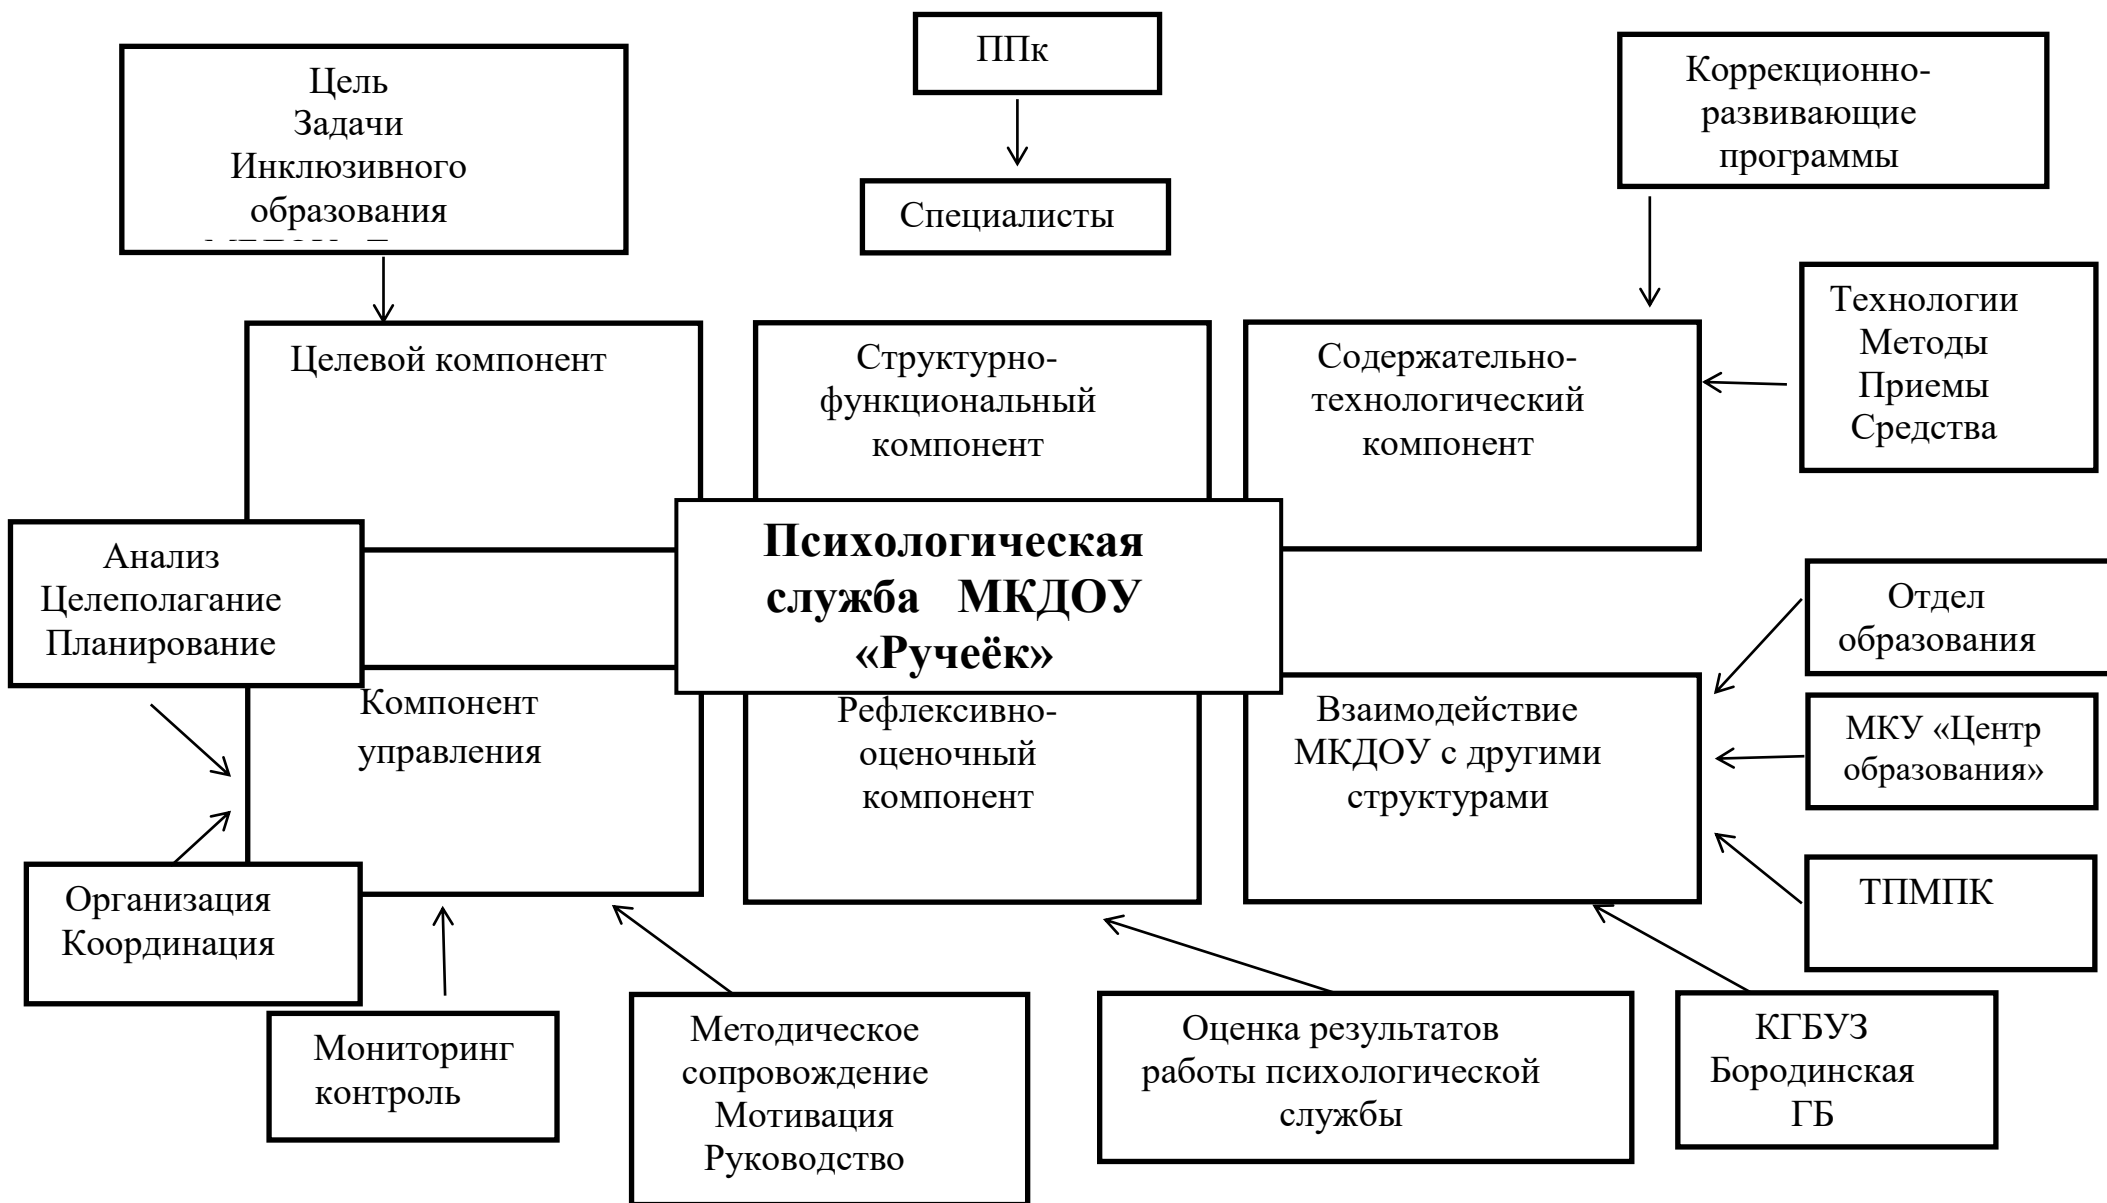 ППк
Цель
Задачи
Инклюзивного
образования
Коррекционно-
развивающие
программы
Специалисты
Технологии
Методы
Приемы
Средства
Целевой компонент
Структурно-
функциональный
компонент
Содержательно-
технологический
компонент
Психологическая
служба МКДОУ
«Ручеёк»
Анализ
Целеполагание
Планирование
Отдел
образования
Компонент
управления
Рефлексивно-
оценочный
компонент
Взаимодействие
МКДОУ с другими
структурами
МКУ «Центр
образования»
ТПМПК
Организация
Координация
Мониторинг
контроль
Методическое
сопровождение
Мотивация
Руководство
Оценка результатов
работы психологической
службы
КГБУЗ
Бородинская
ГБ